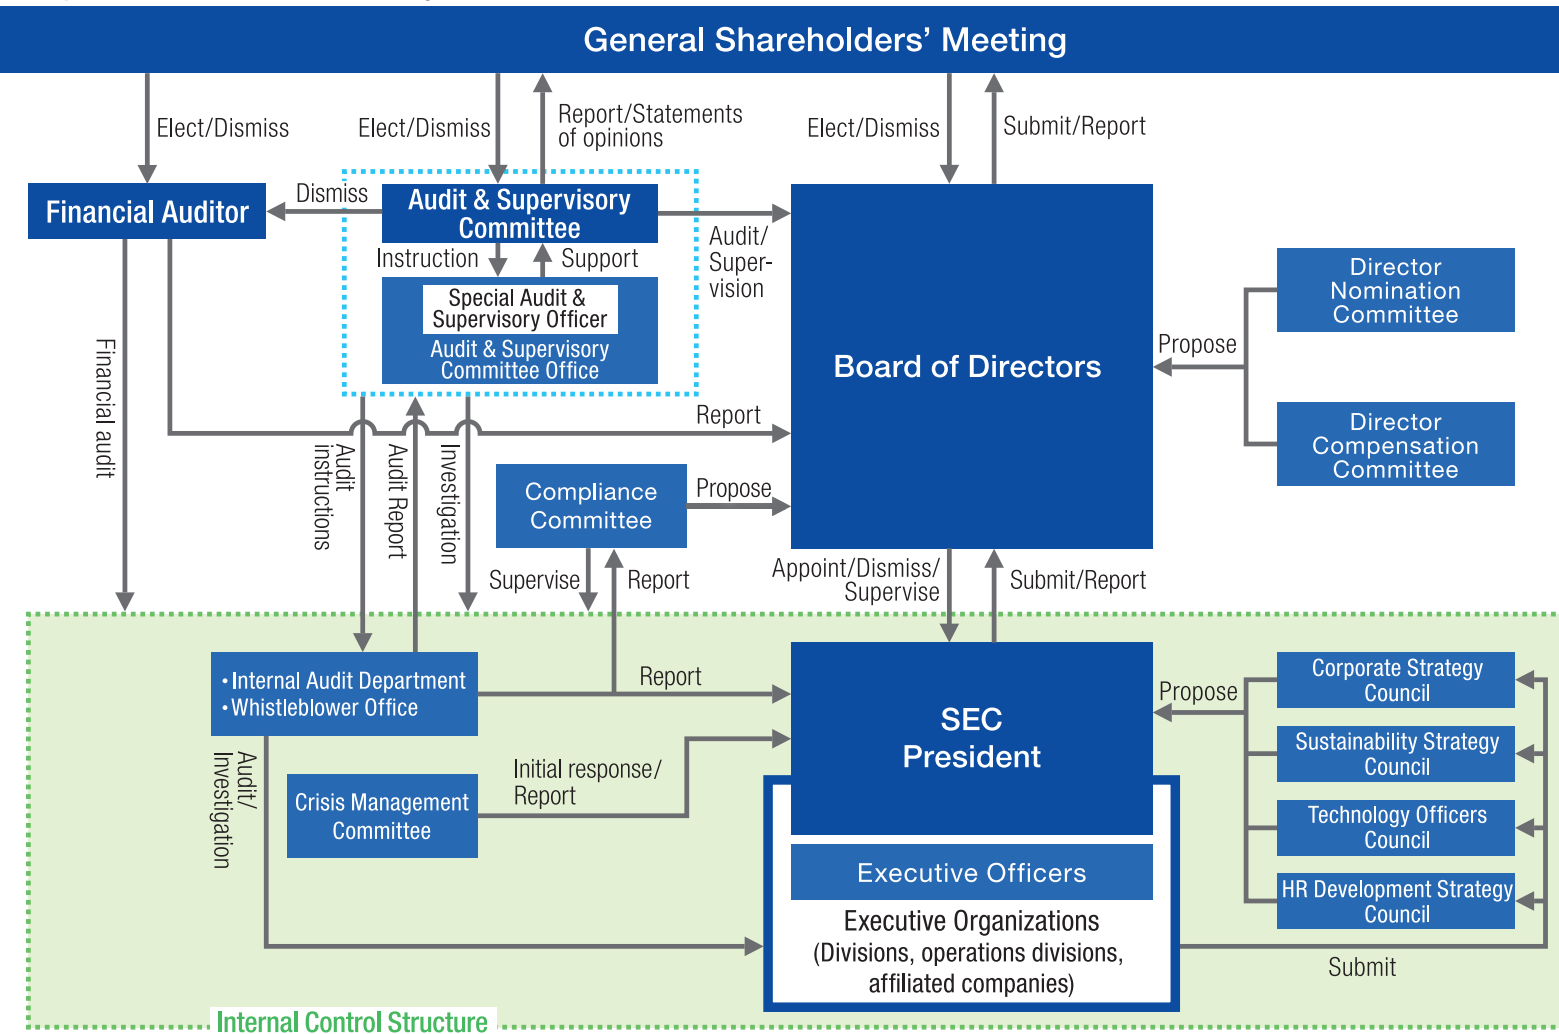 General Shareholders' Meeting
Elect/Dismiss
Elect/Dismiss
Report/Statements
of opinions
Elect/Dismiss
Submit/Report
Financial Auditor
Dismiss
Audit & Supervisory
Committee
Instruction
Support
Special Audit &
Supervisory Officer
Audit & Supervisory
Committee Office
Audit/
Super-
vision
Board of Directors
Director
Nomination
Committee
Propose
Director
Compensation
Committee
Financial audit
Report
Audit
instructions
Audit Report
Investigation
Compliance
Committee
Propose
Supervise
Report
Appoint/Dismiss/
Supervise
Submit/Report
• Internal Audit Department
• Whistleblower Office
Report
SEC
President
Propose
Corporate Strategy
Council
Sustainability Strategy
Council
Technology Officers
Council
HR Development Strategy
Council
Audit/
Investigation
Crisis Management
Committee
Initial response/
Report
Executive Officers
Executive Organizations
(Divisions, operations divisions,
affiliated companies)
Submit
Internal Control Structure